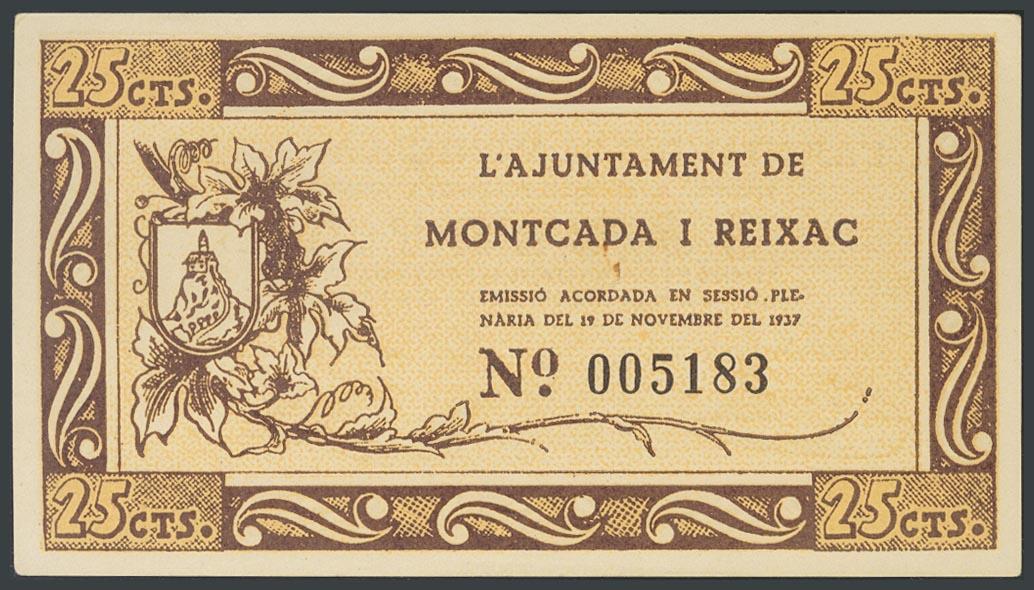 25 CTS. 25 CTS.
L'AJUNTAMENT DE
MONTCADA I REIXAC
EMISSIÓ ACORDADA EN SESSIÓ .PLE-
NÀRIA DEL 19 DE NOVEMBRE DEL 1937
Nº. 005183
25 CTS. 25 CTS.